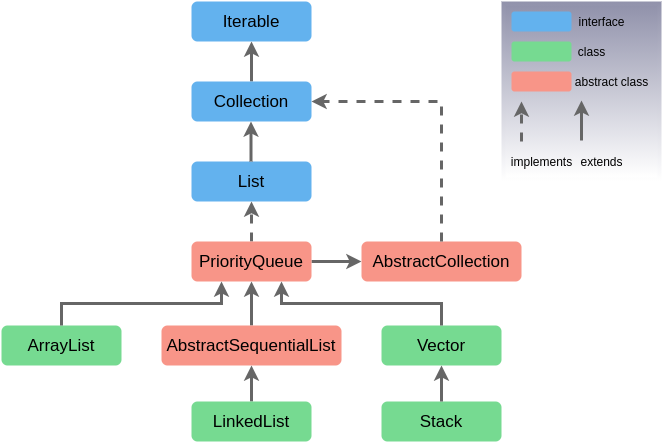 Iterable
interface
class
Collection
abstract class
implements
extends
List
PriorityQueue
AbstractCollection
ArrayList
AbstractSequentialList
Vector
LinkedList
Stack